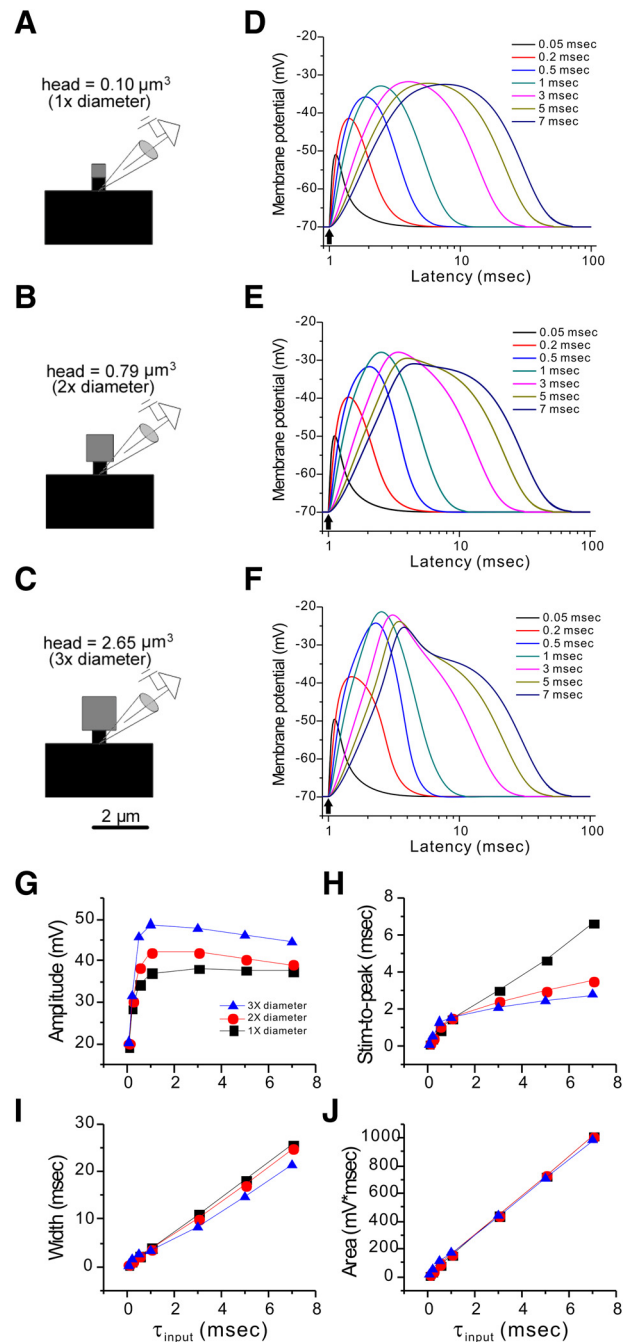 A
head = 0.10 µm³
(1x diameter)
D
Membrane potential (mV)
-20
-30
-40
-50
-60
-70
0.05 msec
0.2 msec
0.5 msec
1 msec
3 msec
5 msec
7 msec
1
10
100
Latency (msec)
B
head = 0.79 µm³
(2x diameter)
E
Membrane potential (mV)
-20
-30
-40
-50
-60
-70
0.05 msec
0.2 msec
0.5 msec
1 msec
3 msec
5 msec
7 msec
1
10
100
Latency (msec)
C
head = 2.65 µm³
(3x diameter)
2 µm
F
Membrane potential (mV)
-20
-30
-40
-50
-60
-70
0.05 msec
0.2 msec
0.5 msec
1 msec
3 msec
5 msec
7 msec
1
10
100
Latency (msec)
G
Amplitude (mV)
50
40
30
20
3X diameter
2X diameter
1X diameter
0 2 4 6 8
H
Stim-to-peak (msec)
8
6
4
2
0
0 2 4 6 8
I
Width (msec)
30
20
10
0
0 2 4 6 8
τinput (msec)
J
Area (mV*msec)
1000
800
600
400
200
0
0 2 4 6 8
τinput (msec)